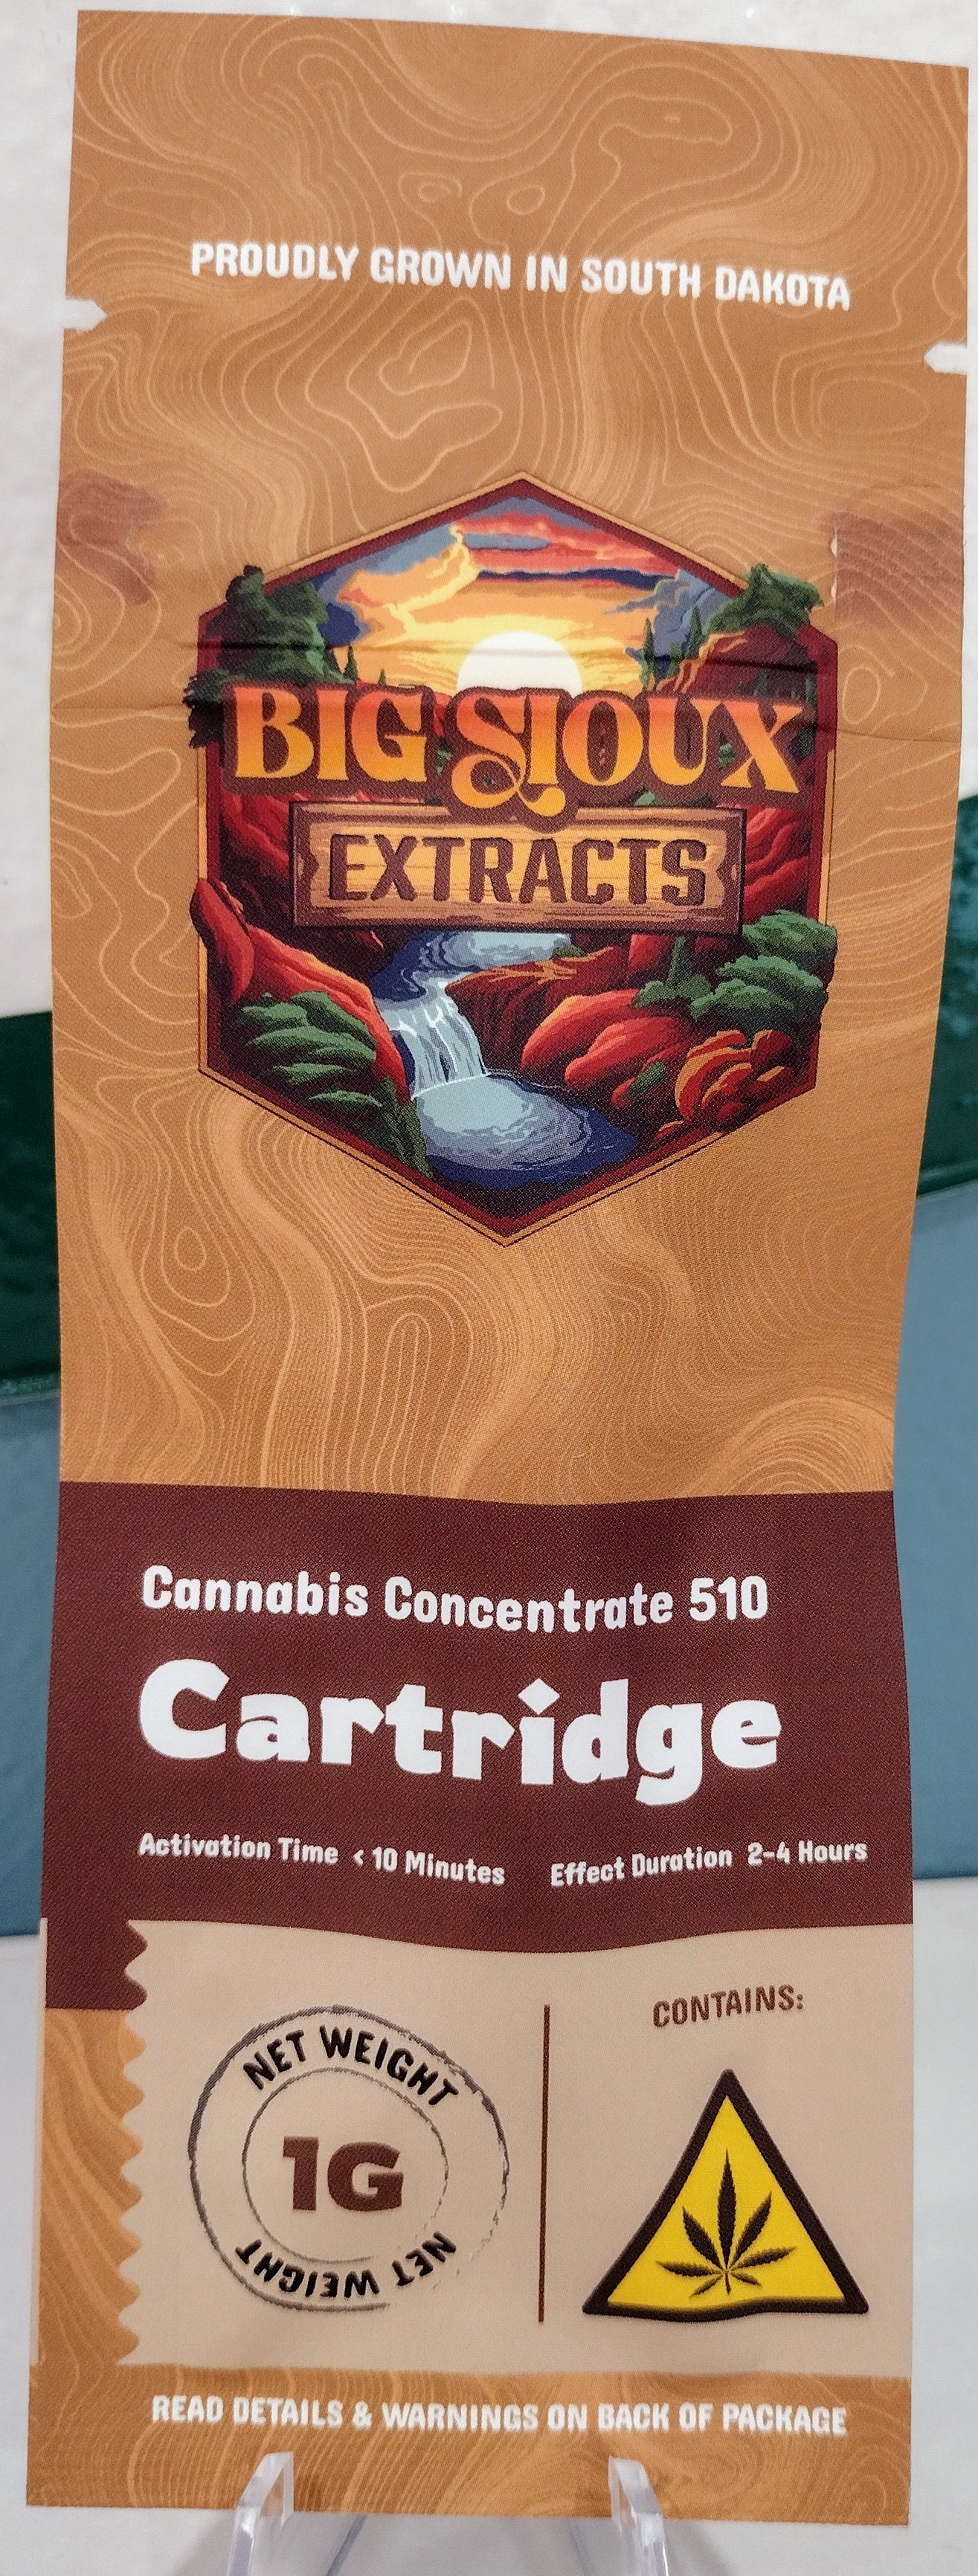 PROUDLY GROWN IN SOUTH DAKOTA
BIG SIOUX
EXTRACTS
Cannabis Concentrate 510
Cartridge
Activation Time < 10 Minutes Effect Duration 2-4 Hours
NET WEIGHT
1G
NET WEIGHT
CONTAINS:
READ DETAILS & WARNINGS ON BACK OF PACKAGE